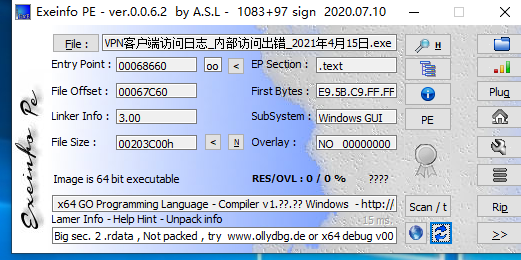 Exeinfo PE - ver.0.0.6.2 by A.S.L - 1083+97 sign 2020.07.10
File : VPN客户端访问日志_内部访问出错_2021年4月15日.exe
H
Entry Point : 00068660 oo < EP Section : .text
File Offset : 00067C60 First Bytes : E9.5B.C9.FF.FF Plug
Linker Info : 3.00 SubSystem : Windows GUI PE
File Size : 00203C00h < N Overlay : NO 00000000
Image is 64 bit executable RES/OVL : 0 / 0 % ????
x64 GO Programming Language - Compiler v1.??.?? Windows - http:// Scan / t Rip
Lamer Info - Help Hint - Unpack info 15 ms.
Big sec. 2 .rdata , Not packed , try www.ollydbg.de or x64 debug v00 >>
Exeinfo Pe